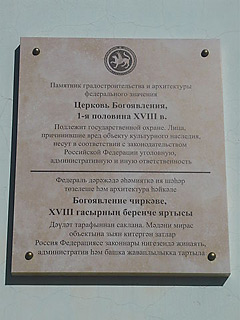 Памятник градостроительства и архитектуры
федерального значения
Церковь Богоявления.
1-я половина XVIII в.
Подлежит государственной охране. Лица,
причинившие вред объекту культурного наследия,
несут в соответствии с законодательством
Российской Федерации уголовную,
административную и иную ответственность
Федераль дәрәҗәдә әһәмияткә ия шәһәр
төзелеше һәм архитектура һәйкәле
Богоявление чиркәве,
XVIII гасырның беренче яртысы
Дәүләт тарафыннан саклана. Мәдәни мирас
объектына зыян китергән затлар
Россия Федерациясе законнары нигезендә җинаять,
административ һәм башка җаваплылыкка тартыла